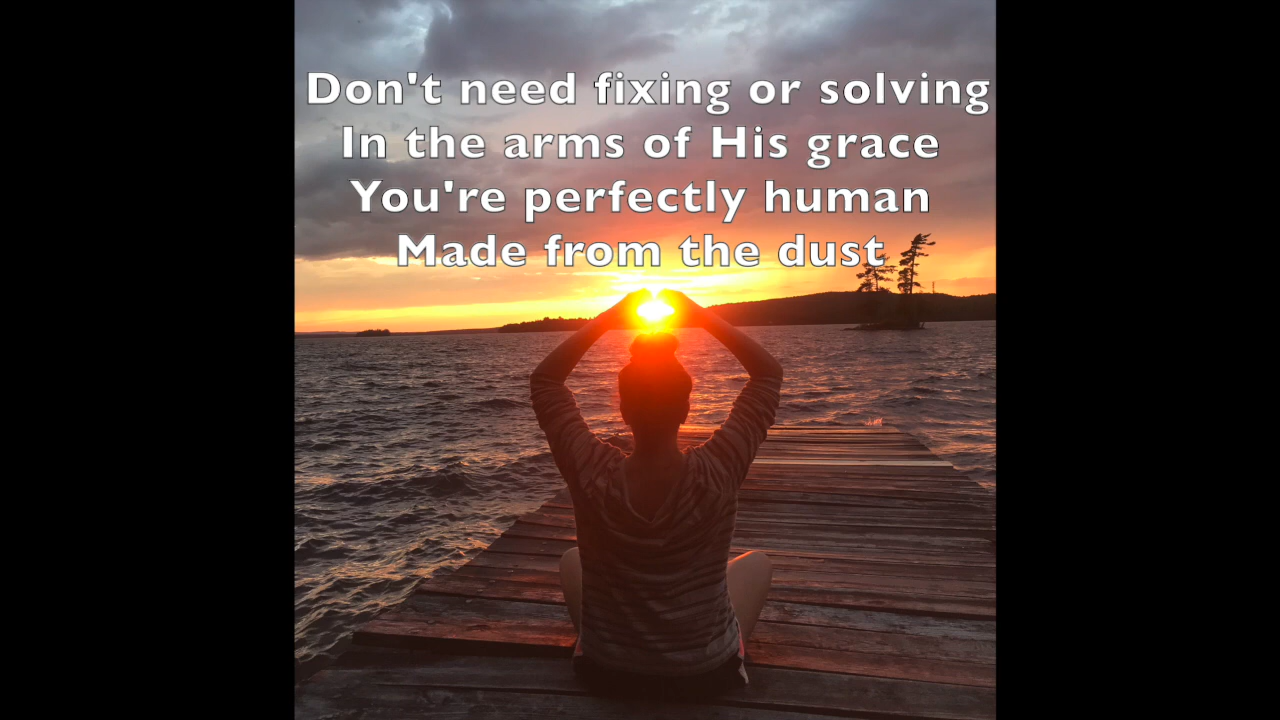 Don't need fixing or solving
In the arms of His grace
You're perfectly human
Made from the dust